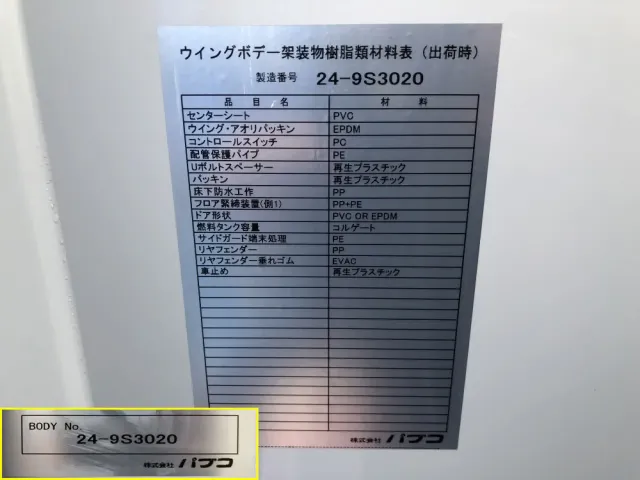 ウイングボデー架装物樹脂類材料表(出荷時)
製造番号 24-9S3020
品目名 材料
センターシート PVC
ウイング・アオリパッキン EPDM
コントロールスイッチ PC
配管保護パイプ PE
Uボルトスペーサー 再生プラスチック
パッキン 再生プラスチック
床下防水工作 PP
フロア緊締装置(側1) PP+PE
ドア形状 PVC OR EPDM
燃料タンク容量 コルゲート
サイドガード端末処理 PE
リヤフェンダー PP
リヤフェンダー垂れゴム EVAC
車止め 再生プラスチック
株式会社 パブコ
BODY No.
24-9S3020
株式会社 パブコ